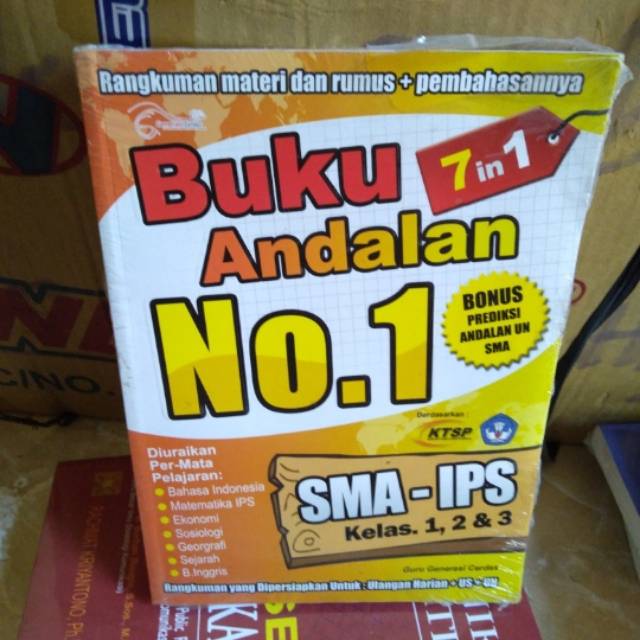 Rangkuman materi dan rumus + pembahasannya
Buku
7 in 1
Andalan
No.1
BONUS
PREDIKSI
ANDALAN UN
SMA
Berdasarkan :
KTSP
Diuraikan
Per-Mata
Pelajaran:
Bahasa Indonesia
Matematika IPS
Ekonomi
Sosiologi
Georgrafi
Sejarah
B.Inggris
SMA - IPS
Kelas. 1, 2 & 3
Guru Generasi Cerdas
Rangkuman yang Dipersiapkan Untuk : Ulangan Harian + US + UN
C/NO.